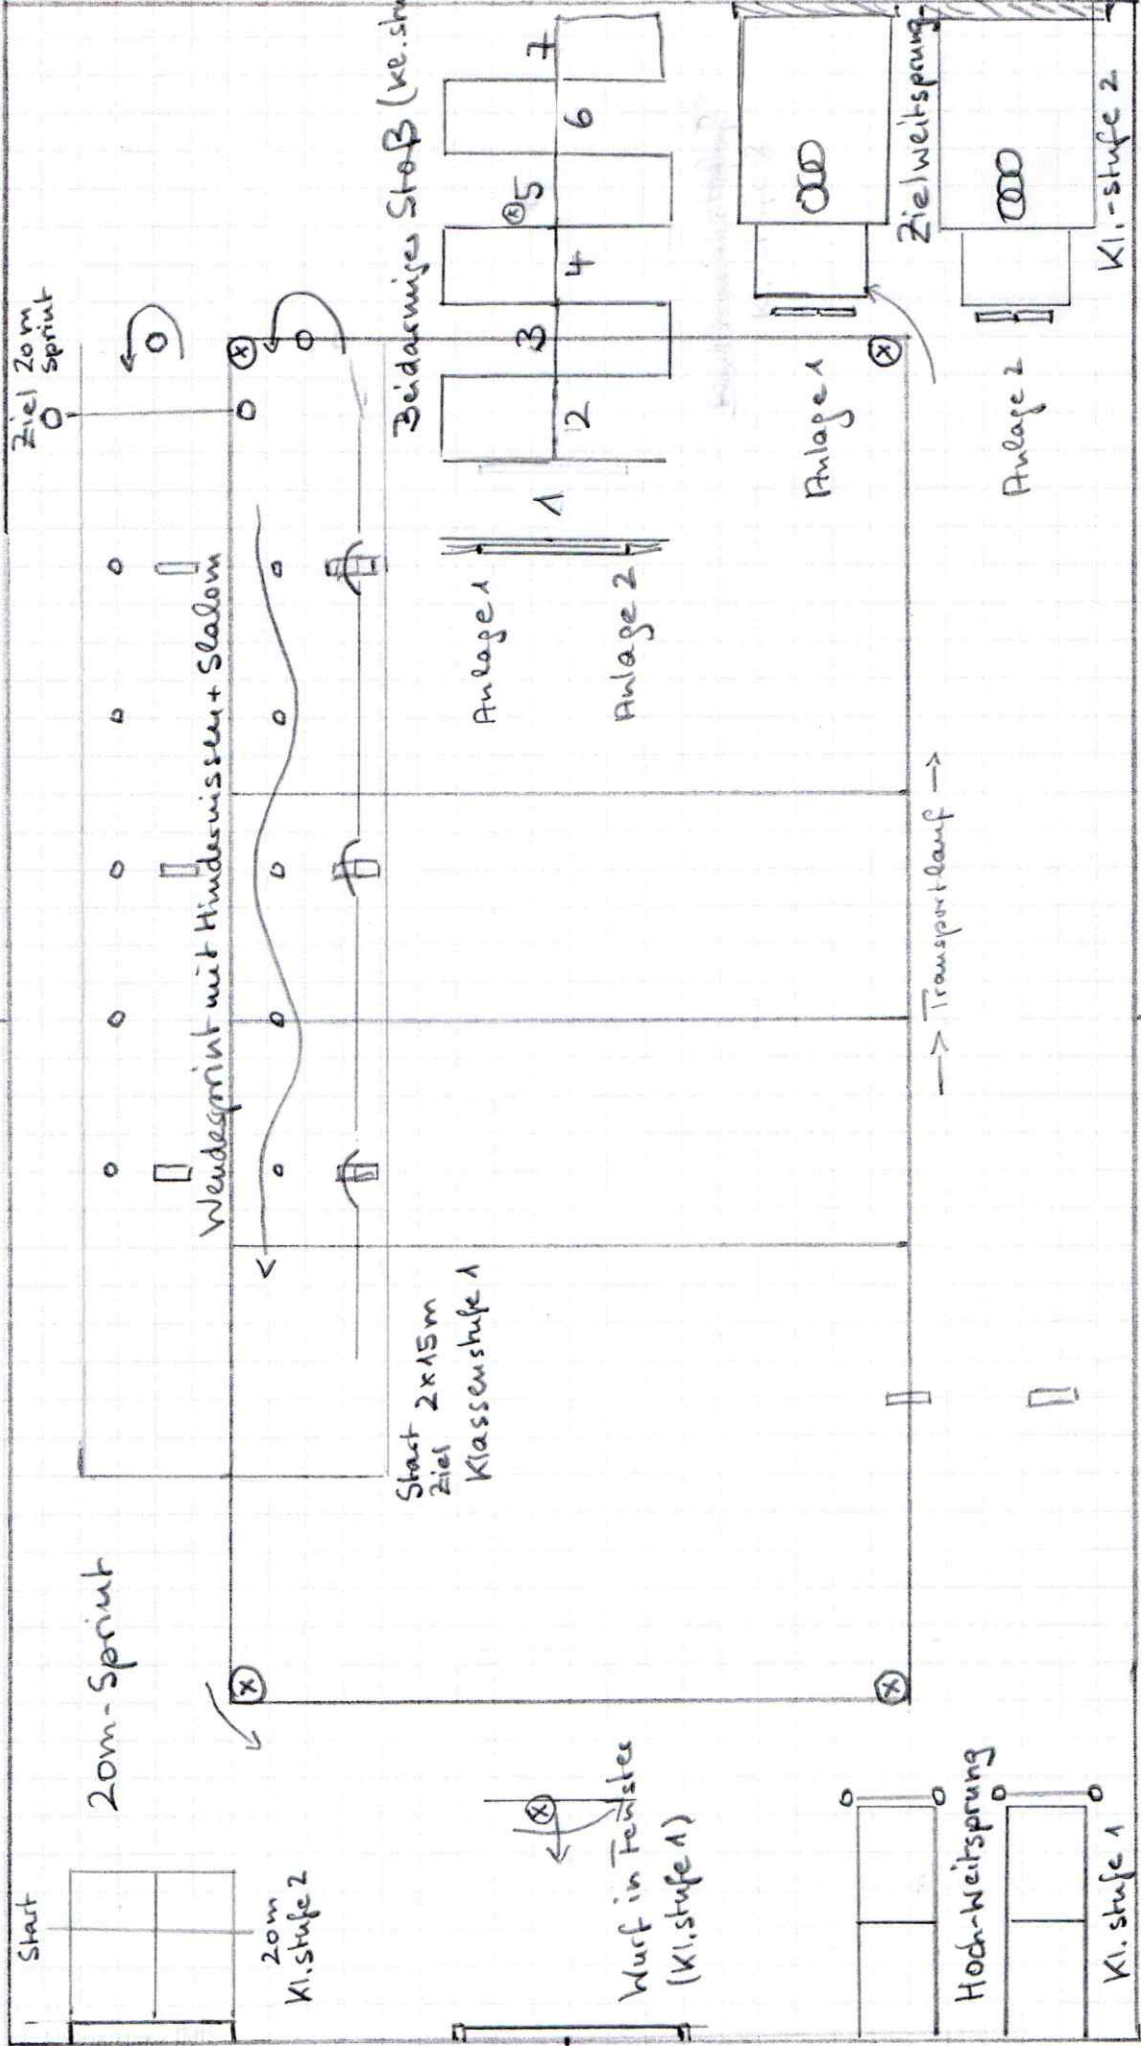 Start
20m
Kl.stufe 2
20m-Sprint
Ziel 20m
Sprint
Wendesprint mit Hindernissen + Slalom
Start
Ziel 2x15m
Klassenstufe 1
Beidarmiger Stoß (
Anlage 1
Anlage 2
1
2
3
4
5
6
7
Wurf in Fenster
(Kl.stufe 1)
Hoch-Weitsprung
Kl. stufe 1
—> Transportlauf —>
Anlage 1
Zielweitsprung
Anlage 2
Kl.-stufe 2